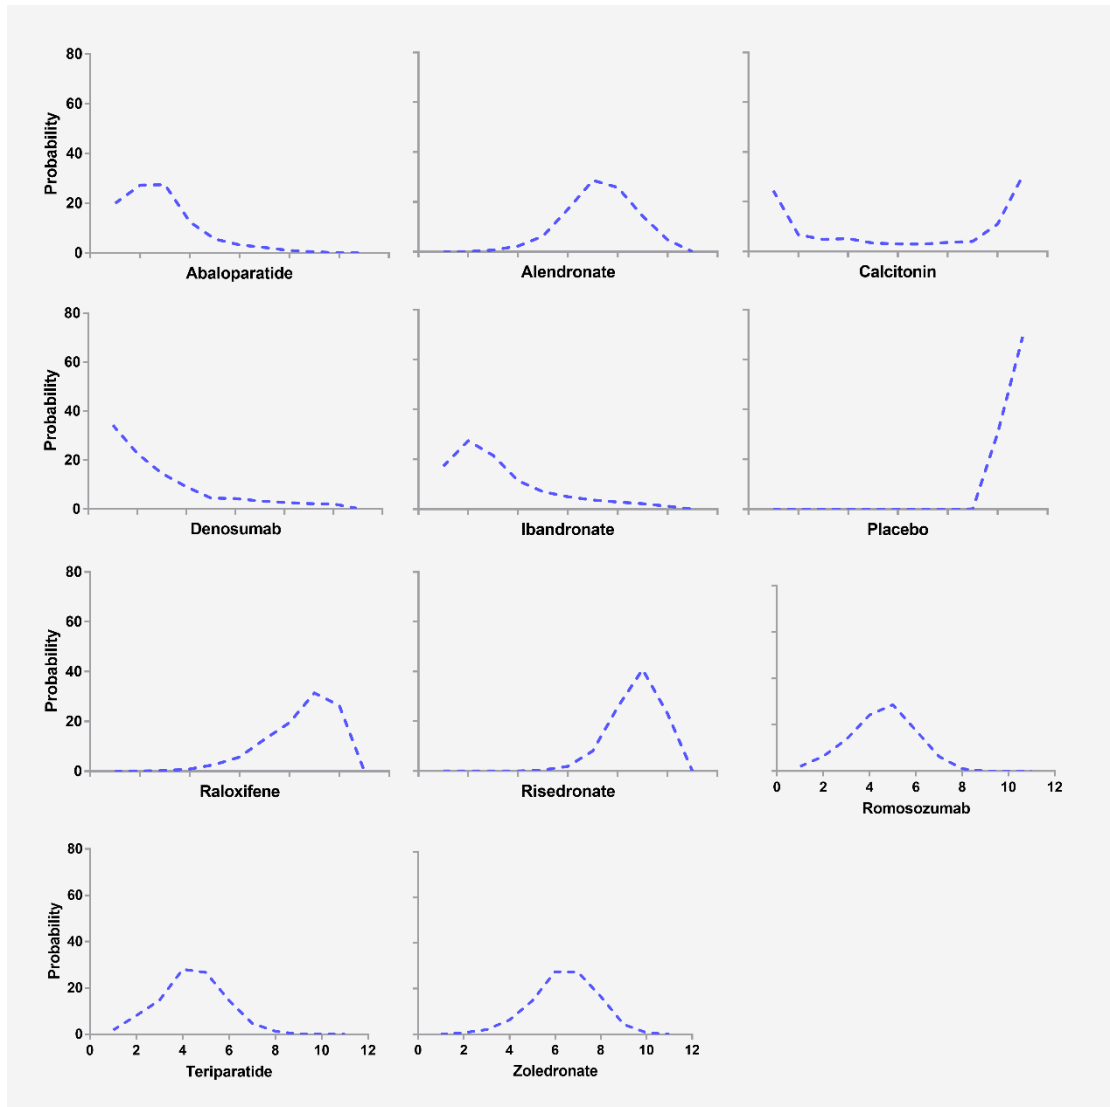 80
60
40
20
0
Probability
Abaloparatide
Alendronate
Calcitonin
80
60
40
20
0
Probability
Denosumab
Ibandronate
Placebo
80
60
40
20
0
Probability
Raloxifene
Risedronate
0 2 4 6 8 10 12
Romosozumab
80
60
40
20
0
Probability
0 2 4 6 8 10 12
Teriparatide
0 2 4 6 8 10 12
Zoledronate